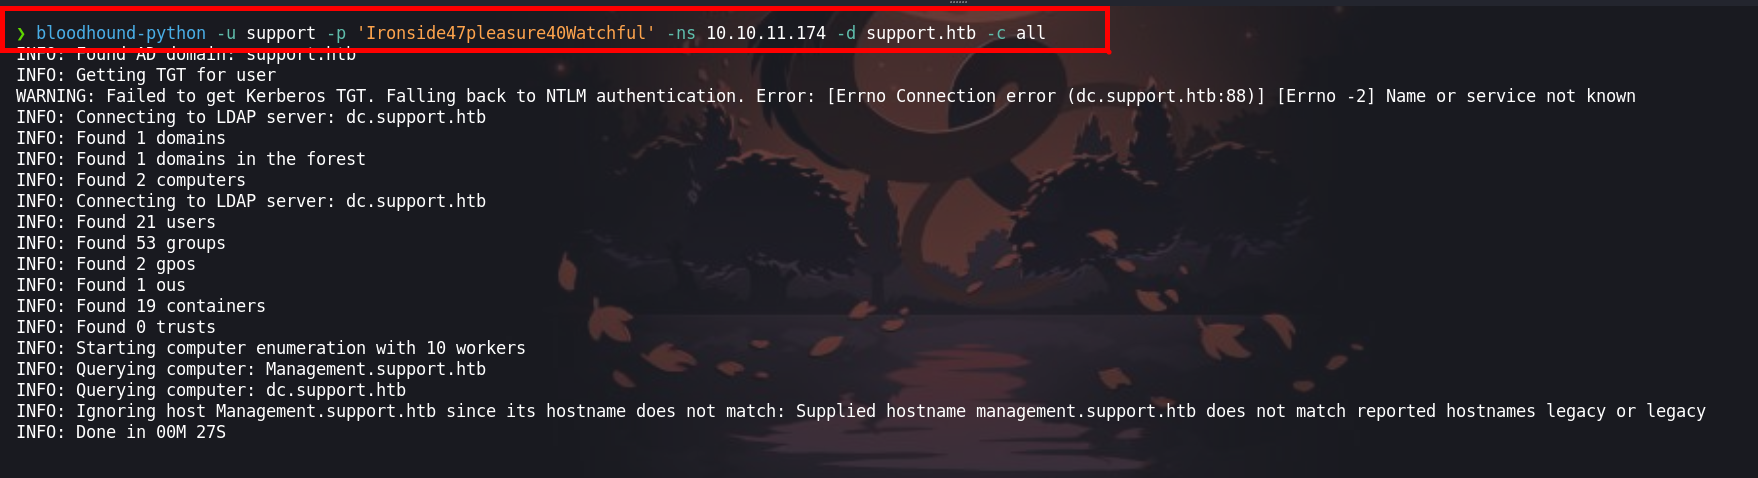 ❯ bloodhound-python -u support -p 'Ironside47pleasure40Watchful' -ns 10.10.11.174 -d support.htb -c all
INFO: Found AD domain: support.htb
INFO: Getting TGT for user
WARNING: Failed to get Kerberos TGT. Falling back to NTLM authentication. Error: [Errno Connection error (dc.support.htb:88)] [Errno -2] Name or service not known
INFO: Connecting to LDAP server: dc.support.htb
INFO: Found 1 domains
INFO: Found 1 domains in the forest
INFO: Found 2 computers
INFO: Connecting to LDAP server: dc.support.htb
INFO: Found 21 users
INFO: Found 53 groups
INFO: Found 2 gpos
INFO: Found 1 ous
INFO: Found 19 containers
INFO: Found 0 trusts
INFO: Starting computer enumeration with 10 workers
INFO: Querying computer: Management.support.htb
INFO: Querying computer: dc.support.htb
INFO: Ignoring host Management.support.htb since its hostname does not match: Supplied hostname management.support.htb does not match reported hostnames legacy or legacy
INFO: Done in 00M 27S